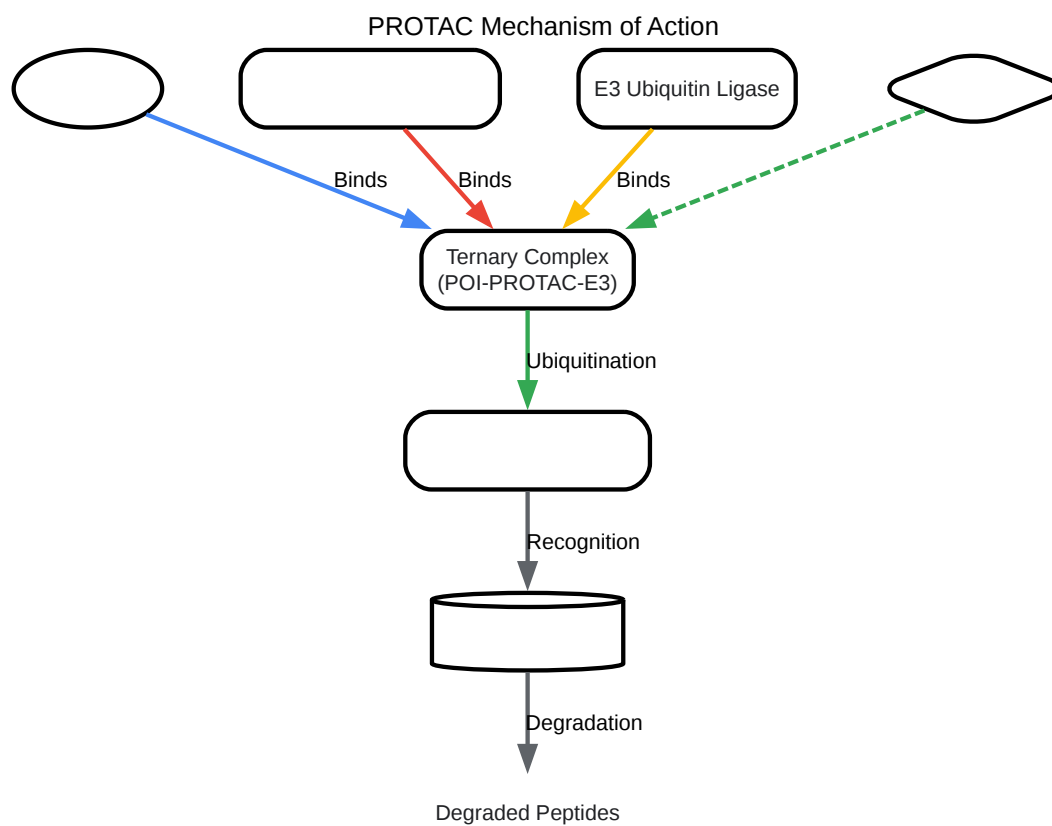 PROTAC Mechanism of Action
E3 Ubiquitin Ligase
Binds
Binds
Binds
Ternary Complex
(POI-PROTAC-E3)
Ubiquitination
Recognition
Degradation
Degraded Peptides